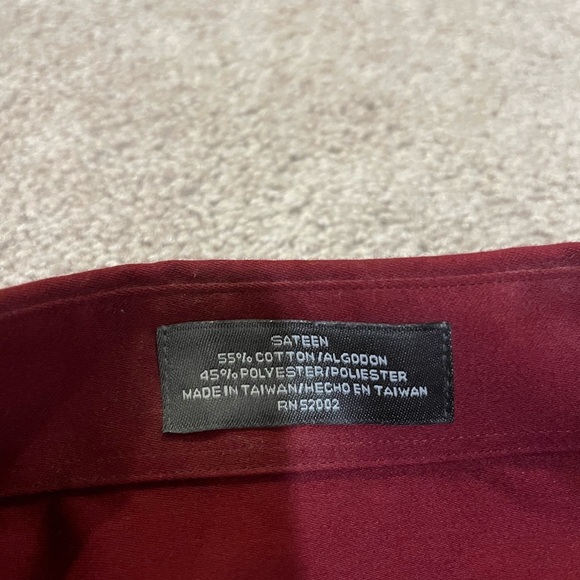 SATEEN
55% COTTON/ALGODON
45% POLYESTER/POLIESTER
MADE IN TAIWAN/HECHO EN TAIWAN
RN 52002